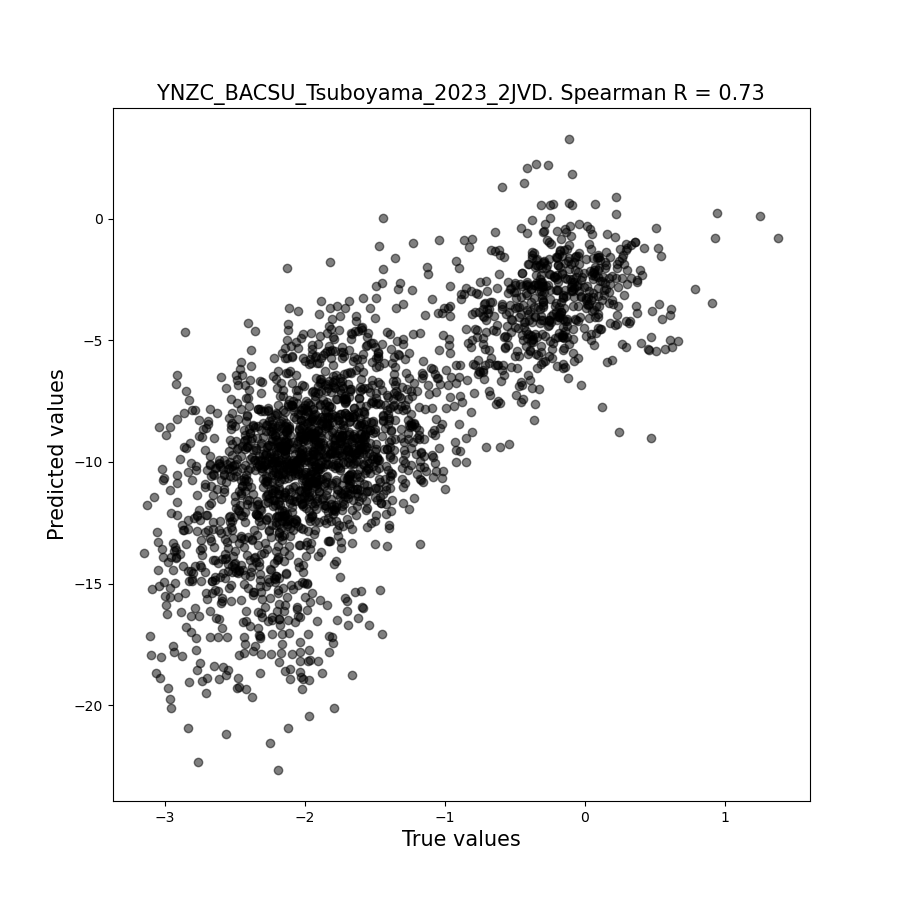 YNZC_BACSU_Tsuboyama_2023_2JVD. Spearman R = 0.73
Predicted values
0
−5
−10
−15
−20
−3 −2 −1 0 1
True values